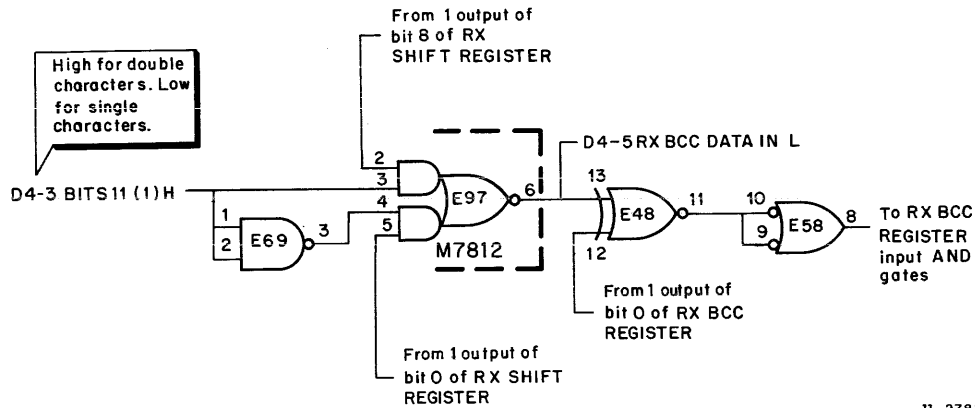 From 1 output of
bit 8 of RX
SHIFT REGISTER
High for double
characters. Low
for single
characters.
D4-3 BITS11 (1) H
2
3
4
5
E97
6
M7812
1
2
E69
3
D4-5 RX BCC DATA IN L
13
12
E48
11
10
9
E58
8
To RX BCC
REGISTER
input AND
gates
From 1 output of
bit 0 of RX BCC
REGISTER
From 1 output of
bit 0 of RX SHIFT
REGISTER